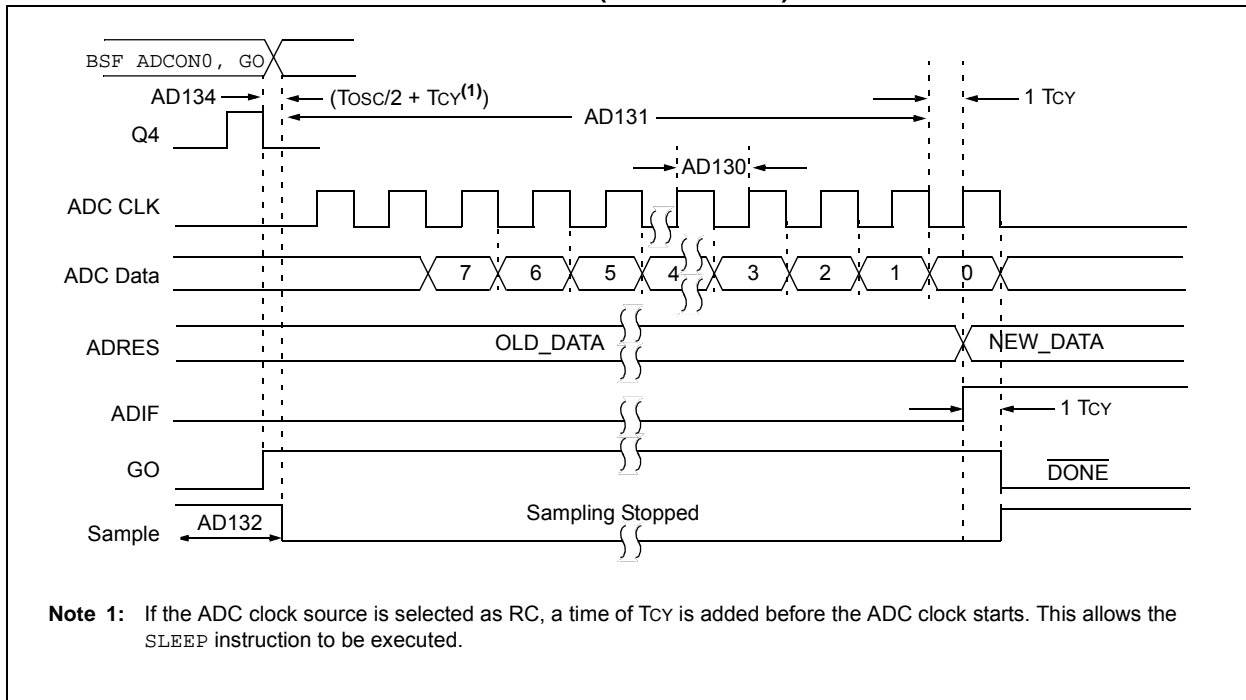 BSF ADCON0, GO
AD134
(TOSC/2 + TCY(1))
1 TCY
AD131
Q4
AD130
ADC CLK
ADC Data
7
6
5
4
3
2
1
0
ADRES
OLD_DATA
NEW_DATA
ADIF
1 TCY
GO
DONE
Sample
AD132
Sampling Stopped
Note 1: If the ADC clock source is selected as RC, a time of TCY is added before the ADC clock starts. This allows the
SLEEP instruction to be executed.